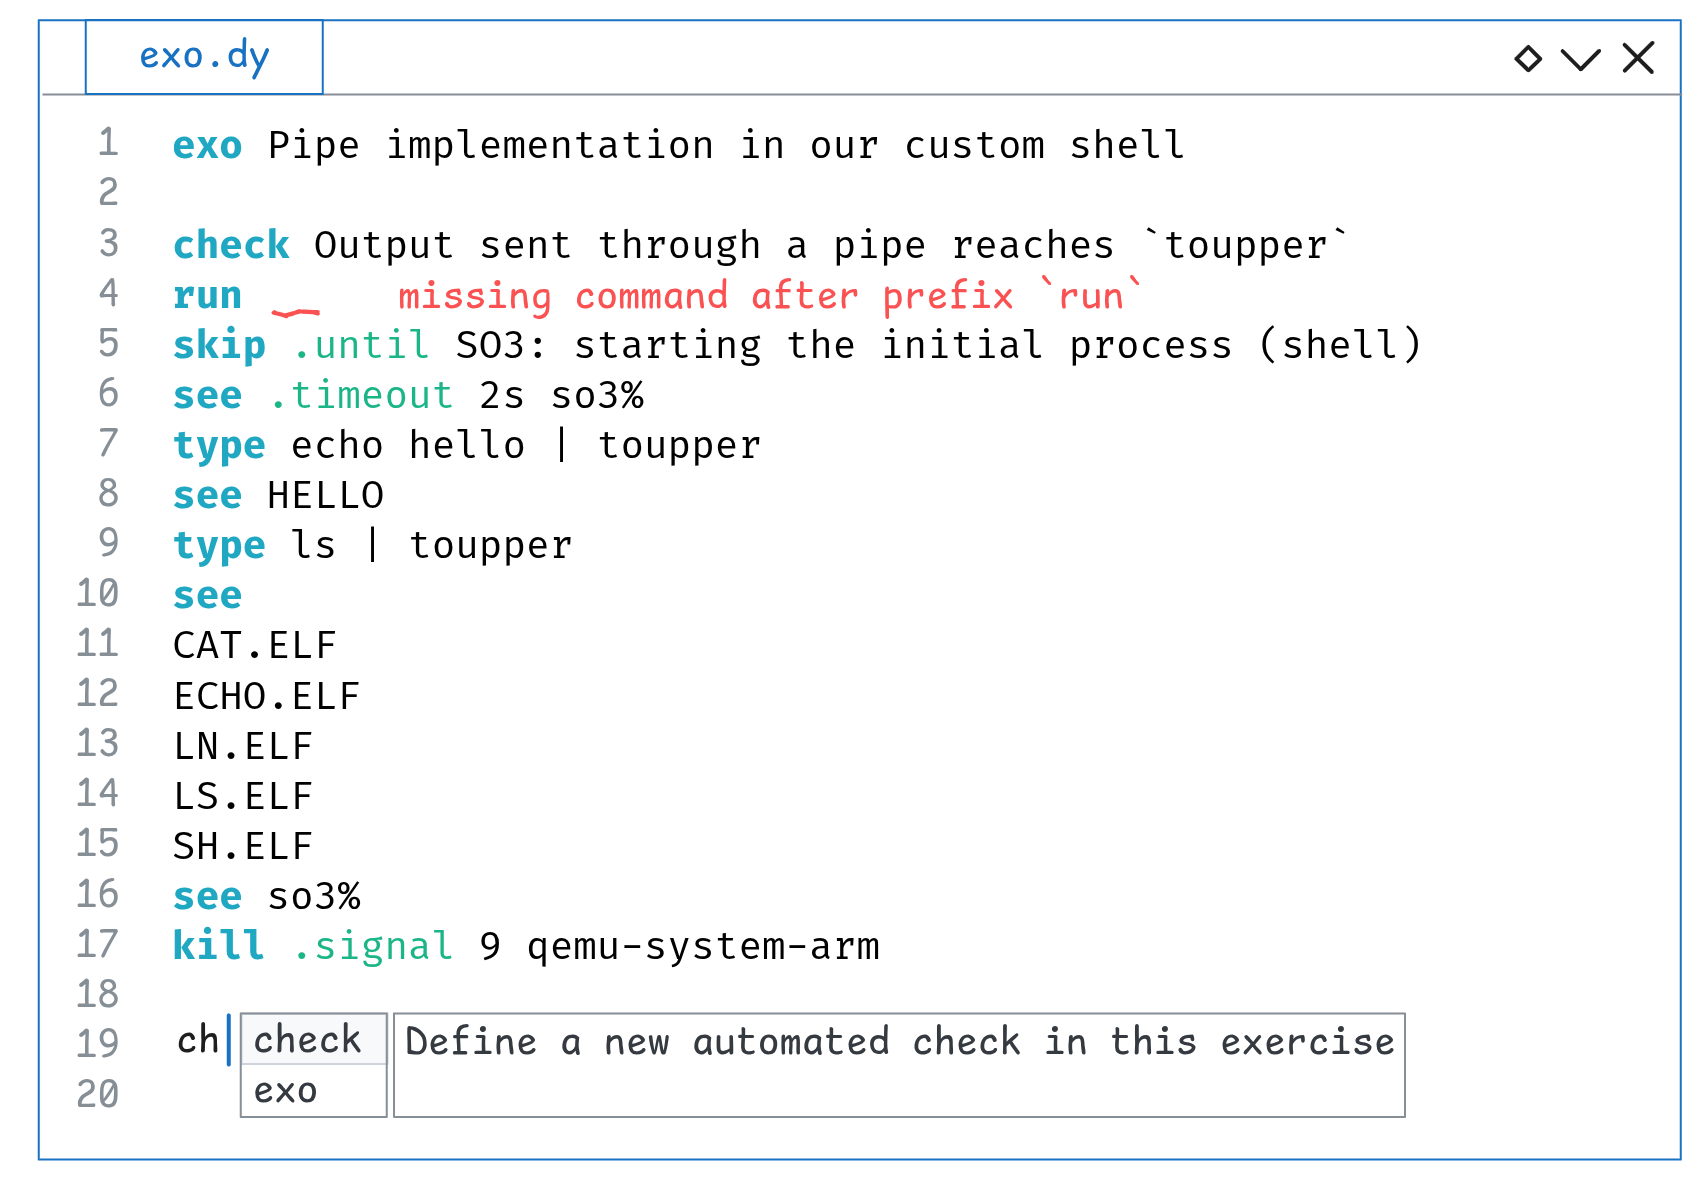 exo.dy
1 exo Pipe implementation in our custom shell
2
3 check Output sent through a pipe reaches `toupper`
4 run missing command after prefix `run`
5 skip .until SO3: starting the initial process (shell)
6 see .timeout 2s so3%
7 type echo hello | toupper
8 see HELLO
9 type ls | toupper
10 see
11 CAT.ELF
12 ECHO.ELF
13 LN.ELF
14 LS.ELF
15 SH.ELF
16 see so3%
17 kill .signal 9 qemu-system-arm
18
19 ch check Define a new automated check in this exercise
20 exo